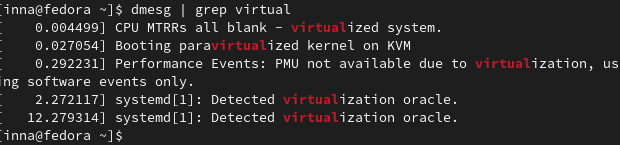 [inna@fedora ~]$ dmesg | grep virtual
[    0.004499] CPU MTRRs all blank - virtualized system.
[    0.027054] Booting paravirtualized kernel on KVM
[    0.292231] Performance Events: PMU not available due to virtualization, us
ing software events only.
[    2.272117] systemd[1]: Detected virtualization oracle.
[   12.279314] systemd[1]: Detected virtualization oracle.
[inna@fedora ~]$